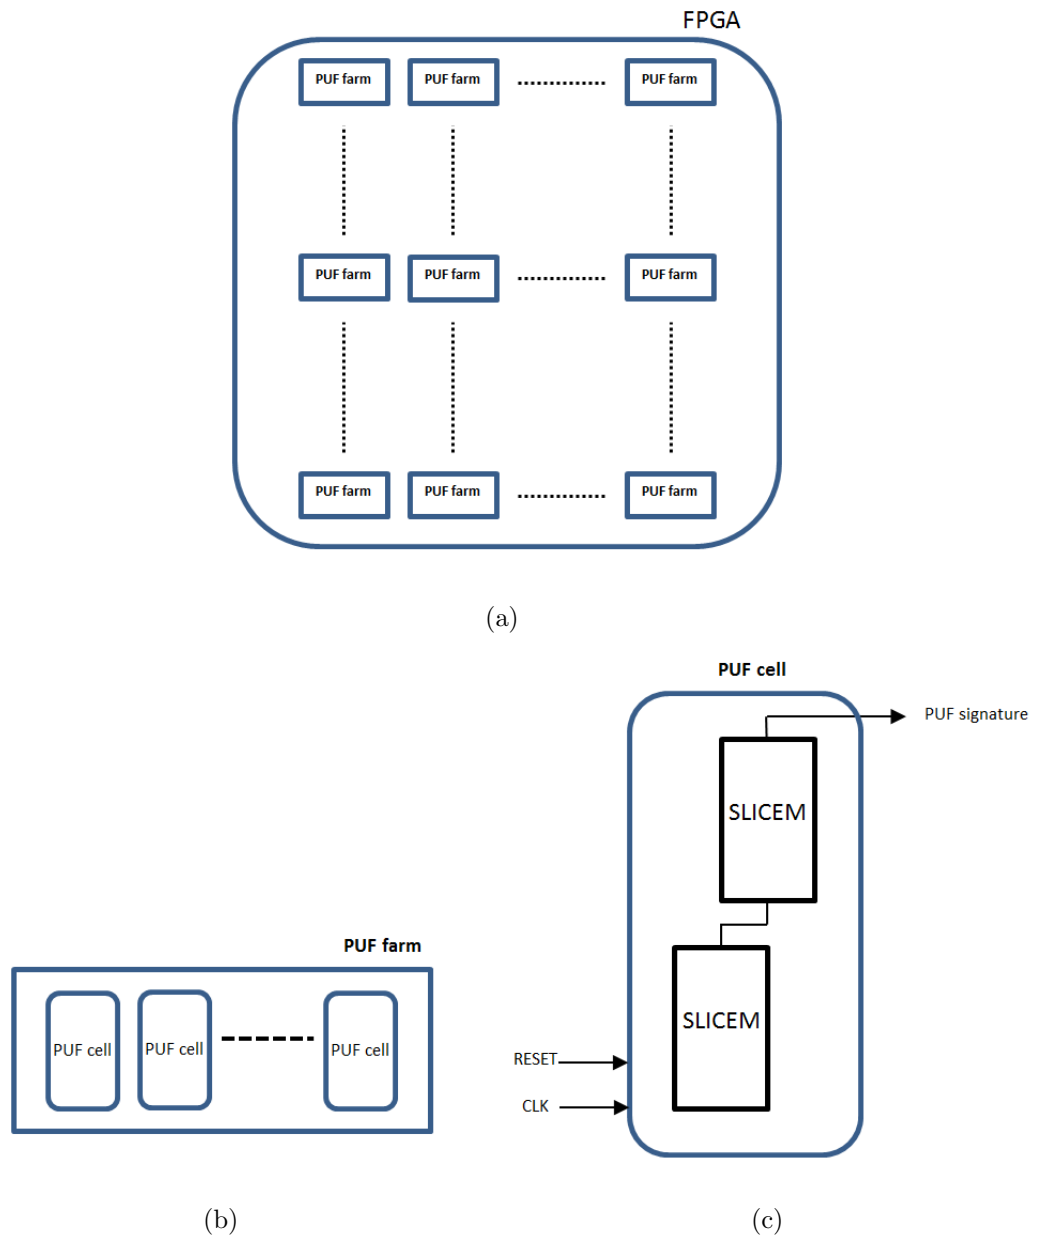 FPGA
PUF farm PUF farm PUF farm
PUF farm PUF farm PUF farm
PUF farm PUF farm PUF farm
(a)
PUF cell
PUF signature
SLICEM
PUF farm
SLICEM
PUF cell PUF cell PUF cell
RESET
CLK
(b) (c)